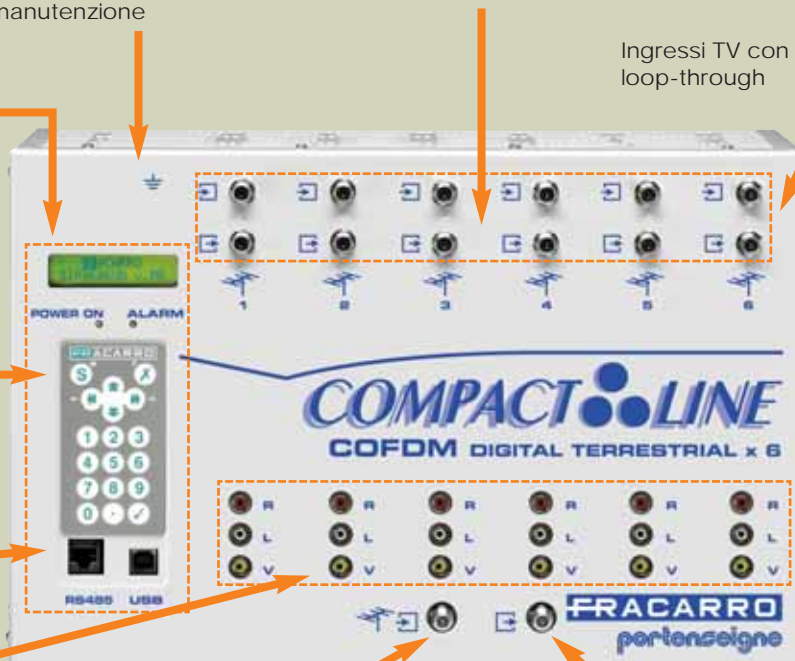 manutenzione
Ingressi TV con
loop-through
FRACARRO
POWER ON ALARM
1 2 3 4 5 6
FRACARRO
S
1 2 3
4 5 6
7 8 9
0
COMPACT LINE
COFDM DIGITAL TERRESTRIAL x 6
R R R R R R
L L L L L L
V V V V V V
RS485 USB
FRACARRO
portenseigne